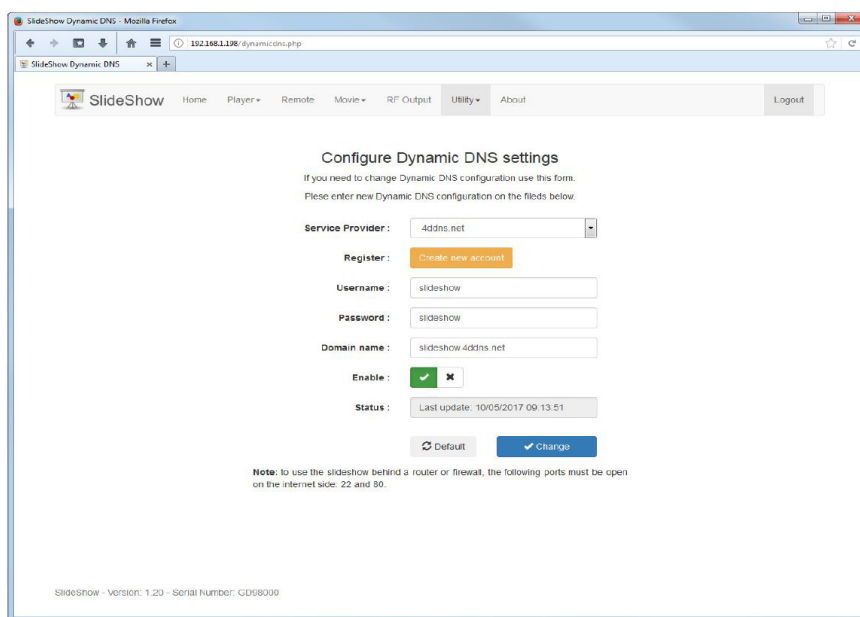 SlideShow Dynamic DNS - Mozilla Firefox
192.168.1.198/dynamicdns.php
SlideShow Dynamic DNS
SlideShow Home Player Remote Movie RF Output Utility About Logout
Configure Dynamic DNS settings
If you need to change Dynamic DNS configuration use this form.
Plese enter new Dynamic DNS configuration on the fileds below.
Service Provider : 4ddns.net
Register : Create new account
Username : slideshow
Password : slideshow
Domain name : slideshow.4ddns.net
Enable :
Status : Last update: 10/05/2017 09:13:51
Default Change
Note: to use the slideshow behind a router or firewall, the following ports must be open
on the internet side: 22 and 80.
SlideShow - Version: 1.20 - Serial Number: GD98000